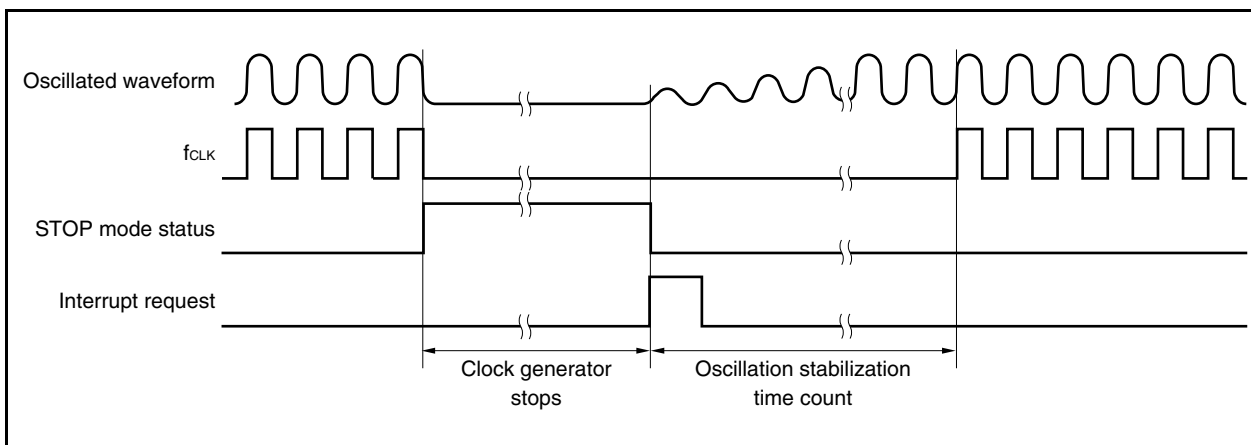 Oscillated waveform
fCLK
STOP mode status
Interrupt request
Clock generator
stops
Oscillation stabilization
time count